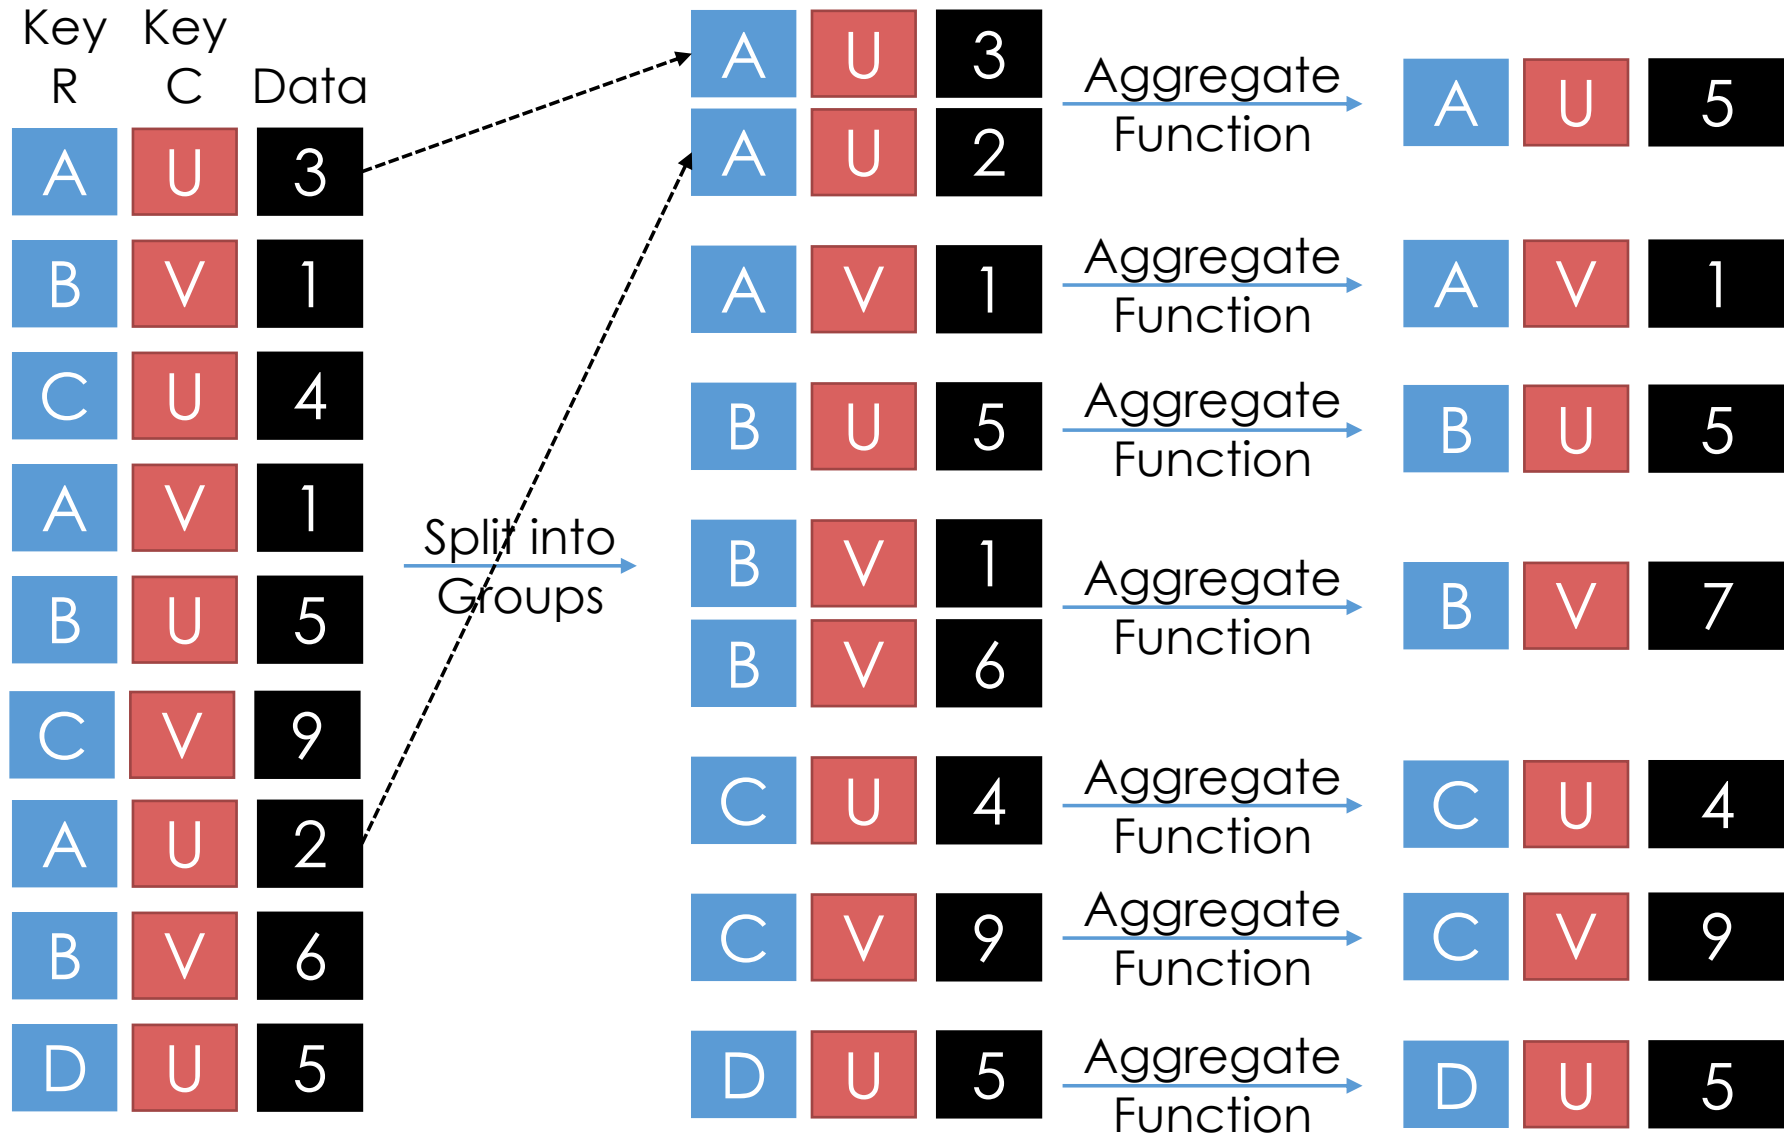 Key Key
R C Data
A U 3
B V 1
C U 4
A V 1
B U 5
C V 9
A U 2
B V 6
D U 5
Split into
Groups
A U 3
A U 2
A V 1
B U 5
B V 1
B V 6
C U 4
C V 9
D U 5
Aggregate
Function
Aggregate
Function
Aggregate
Function
Aggregate
Function
Aggregate
Function
Aggregate
Function
Aggregate
Function
A U 5
A V 1
B U 5
B V 7
C U 4
C V 9
D U 5